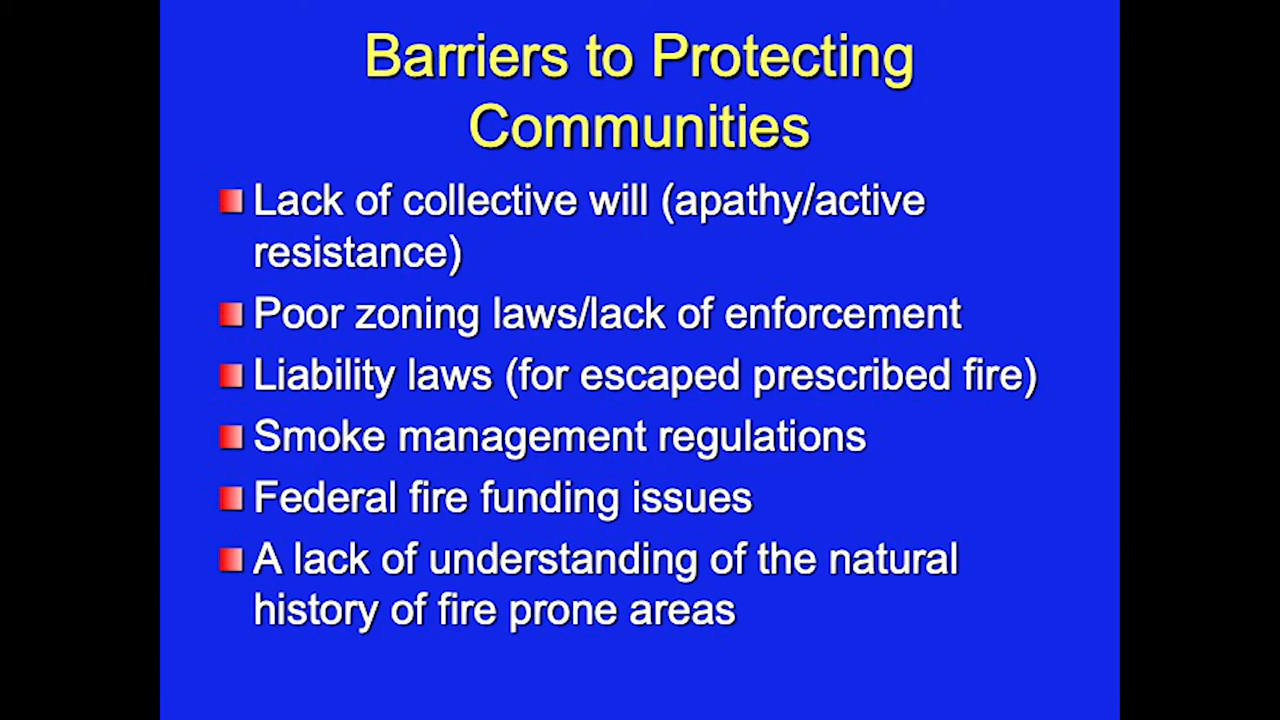 Barriers to Protecting
Communities
Lack of collective will (apathy/active
resistance)
Poor zoning laws/lack of enforcement
Liability laws (for escaped prescribed fire)
Smoke management regulations
Federal fire funding issues
A lack of understanding of the natural
history of fire prone areas